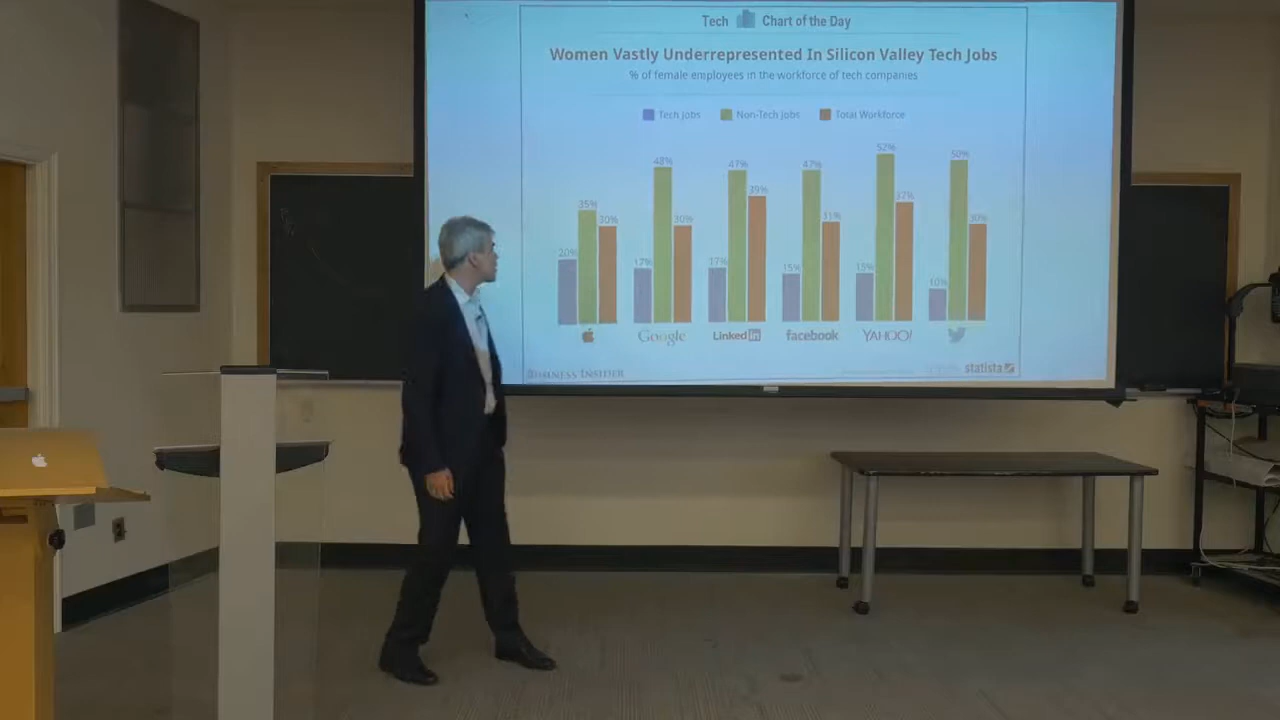 Tech Chart of the Day
Women Vastly Underrepresented In Silicon Valley Tech Jobs
% of female employees in the workforce of tech companies
Tech Jobs Non-Tech Jobs Total Workforce
20% 35% 30%
17% 48% 30%
17% 47% 39%
15% 47% 31%
15% 52% 37%
10% 50% 30%
Google LinkedIn facebook YAHOO!
BUSINESS INSIDER statista